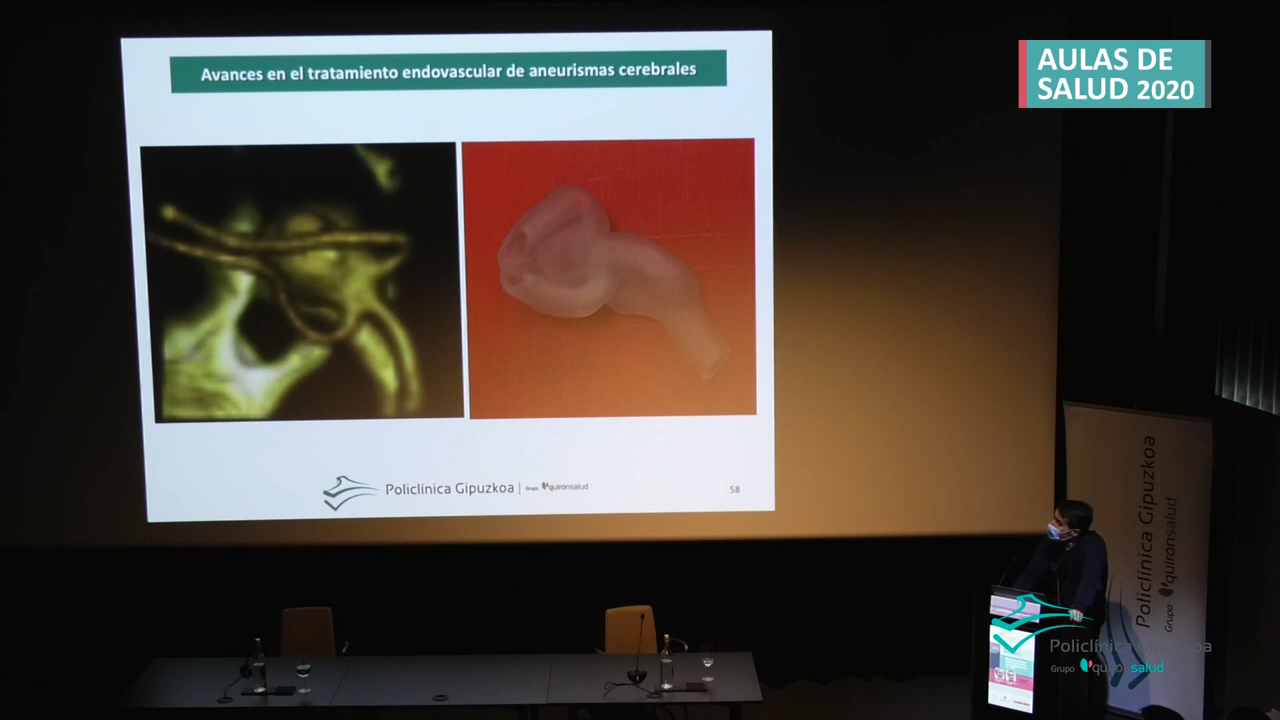 Avances en el tratamiento endovascular de aneurismas cerebrales
AULAS DE
SALUD 2020
Policlínica Gipuzkoa
Grupo quironsalud
58
Policlínica Gipuzkoa
Grupo quironsalud
Policlínica Gipuzkoa
Grupo quironsalud